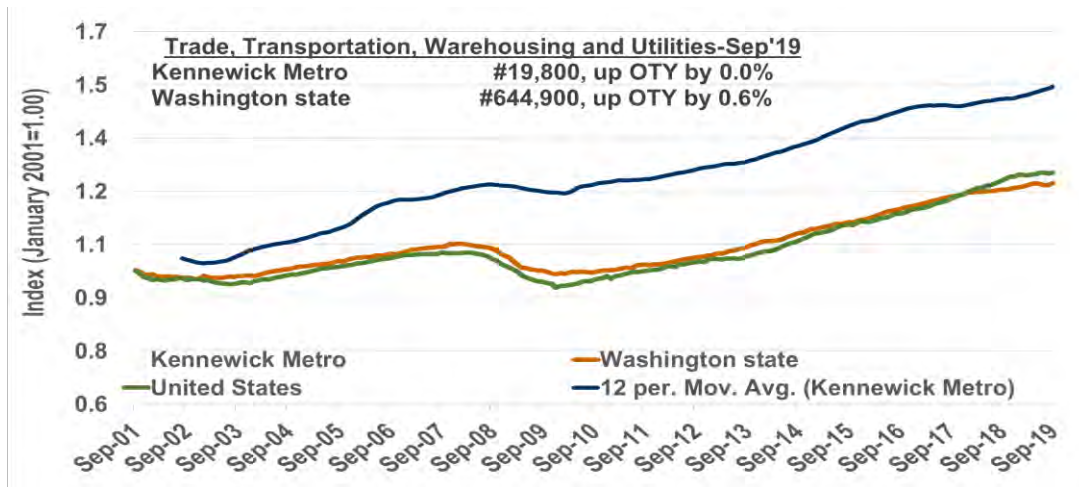 1.7
Trade, Transportation, Warehousing and Utilities-Sep'19
Kennewick Metro #19,800, up OTY by 0.0%
Washington state #644,900, up OTY by 0.6%
1.5
1.4
1.2
1.1
0.9
0.8
0.6
Index (January 2001=1.00)
Kennewick Metro Washington state
United States 12 per. Mov. Avg. (Kennewick Metro)
Sep-01 Sep-02 Sep-03 Sep-04 Sep-05 Sep-06 Sep-07 Sep-08 Sep-09 Sep-10 Sep-11 Sep-12 Sep-13 Sep-14 Sep-15 Sep-16 Sep-17 Sep-18 Sep-19